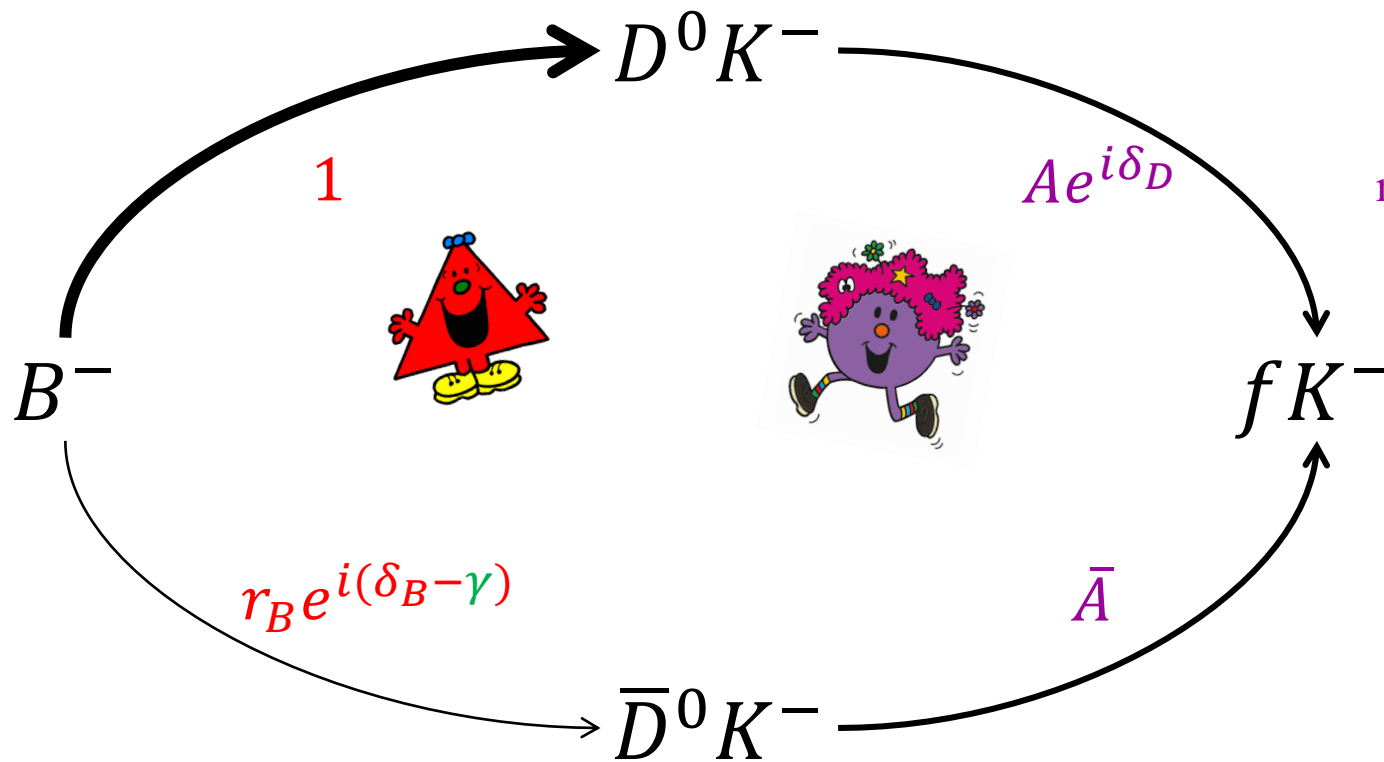 D⁰K⁻
1
Ae^{iδ_D}
B⁻
fK⁻
r_B e^{i(δ_B−γ)}
Ā
D̅⁰K⁻